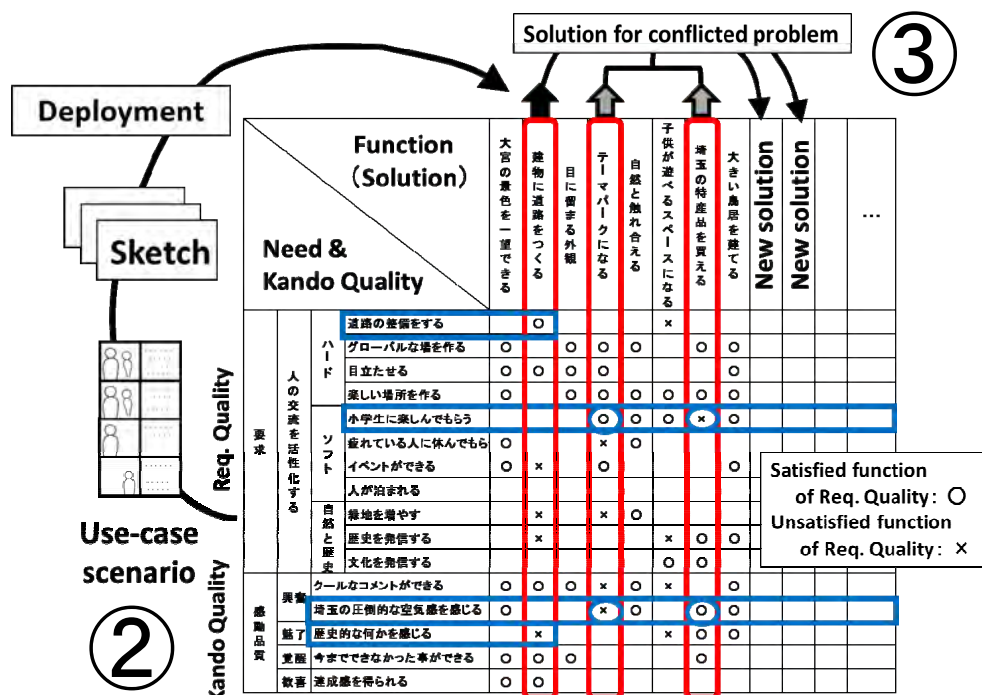 Solution for conflicted problem
③
Deployment
Sketch
Function
（Solution）
Need &
Kando Quality
大宮の景色を一望できる
建物に道路をつくる
目に留まる外観
テーマパークになる
自然と触れ合える
子供が遊べるスペースになる
埼玉の特産品を買える
大きい鳥居を建てる
New solution
New solution
...
Req. Quality
要求
人の交流を活性化する
ハード
道路の整備をする ○ ×
グローバルな場を作る ○ ○ ○ ○ ○ ○
目立たせる ○ ○ ○ ○ ○
楽しい場所を作る ○ ○ ○ ○ ○ ○
ソフト
小学生に楽しんでもらう ○ ○ ○ × ○
疲れている人に休んでもら ○ × ○
イベントができる ○ × ○ ○
人が泊まれる
自然と歴史
緑地を増やす × × ○
歴史を発信する × × ○ ○
文化を発信する ○ ○
Kando Quality
感動品質
興奮
クールなコメントができる ○ ○ ○ × ○ × ○
埼玉の圧倒的な空気感を感じる ○ × ○ ○ ○
魅了 歴史的な何かを感じる × × ○ ○
覚醒 今までできなかった事ができる ○ ○ ○ ○
歓喜 達成感を得られる ○ ○
Use-case
scenario
②
Satisfied function
of Req. Quality: ○
Unsatisfied function
of Req. Quality: ×